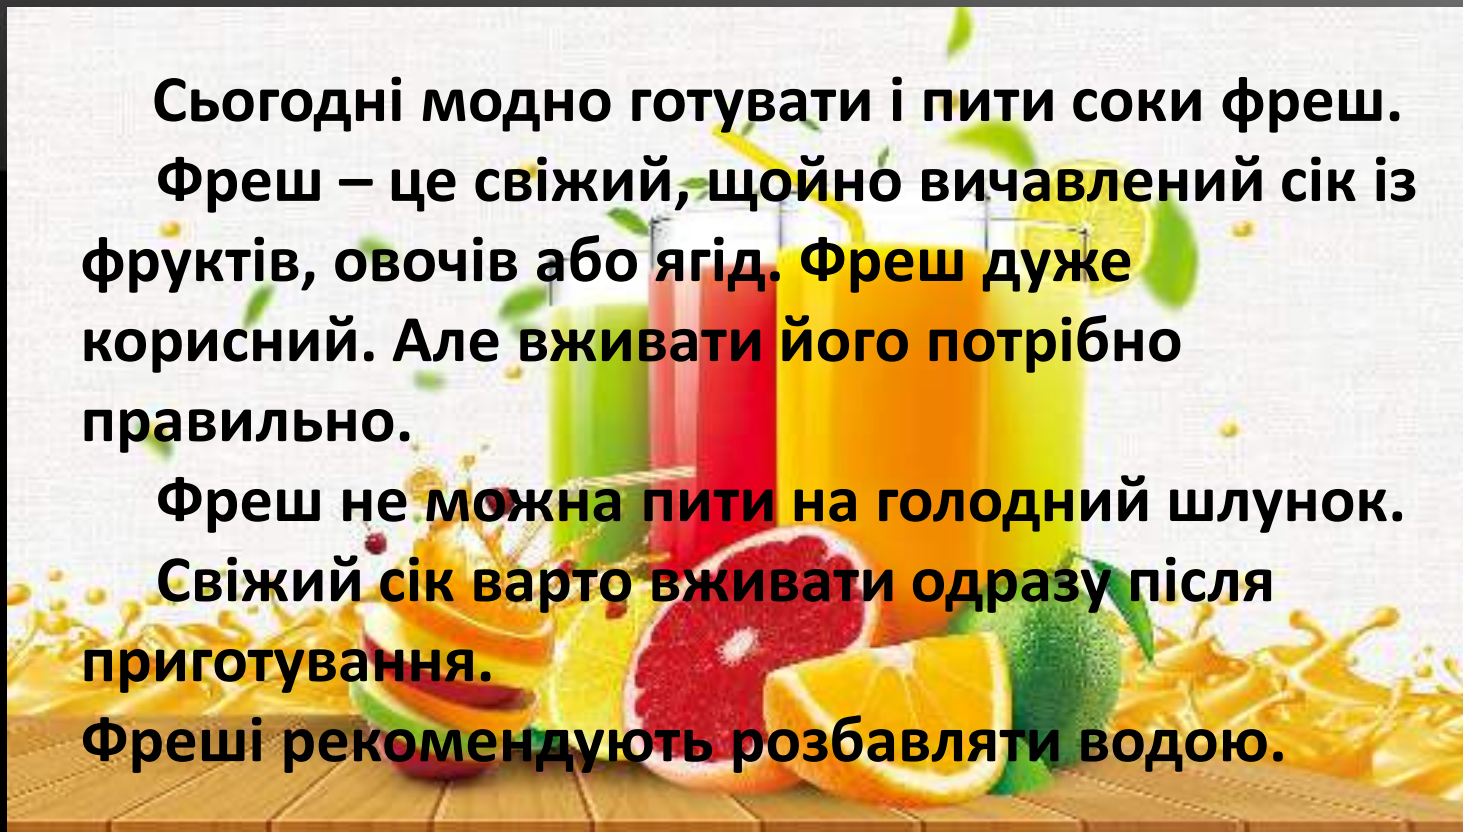 Сьогодні модно готувати і пити соки фреш.
Фреш – це свіжий, щойно вичавлений сік із
фруктів, овочів або ягід. Фреш дуже
корисний. Але вживати його потрібно
правильно.
Фреш не можна пити на голодний шлунок.
Свіжий сік варто вживати одразу після
приготування.
Фреші рекомендують розбавляти водою.